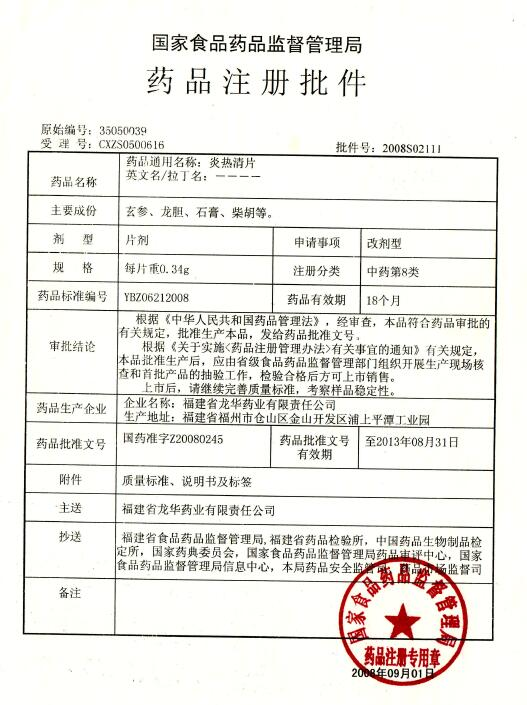 国家食品药品监督管理局
药品注册批件
原始编号：35050039
受 理 号：CXZS0500616
批件号：2008S02111
药品名称
药品通用名称：炎热清片
英文名/拉丁名：－－－－
主要成份
玄参、龙胆、石膏、柴胡等。
剂 型
片剂
申请事项
改剂型
规 格
每片重0.34g
注册分类
中药第8类
药品标准编号
YBZ06212008
药品有效期
18个月
审批结论
根据《中华人民共和国药品管理法》，经审查，本品符合药品审批的
有关规定，批准生产本品，发给药品批准文号。
根据《关于实施<药品注册管理办法>有关事宜的通知》有关规定，
本品批准生产后，应由省级食品药品监督管理部门组织开展生产现场核
查和首批产品的抽验工作，检验合格后方可上市销售。
上市后，请继续完善质量标准，考察样品稳定性。
药品生产企业
企业名称：福建省龙华药业有限责任公司
生产地址：福建省福州市仓山区金山开发区浦上平潭工业园
药品批准文号
国药准字Z20080245
药品批准文号
有效期
至2013年08月31日
附件
质量标准、说明书及标签
主送
福建省龙华药业有限责任公司
抄送
福建省食品药品监督管理局，福建省药品检验所，中国药品生物制品检
定所，国家药典委员会，国家食品药品监督管理局药品审评中心，国家
食品药品监督管理局信息中心，本局药品安全监管司，药品市场监督司
备注
国家食品药品监督管理局
药品注册专用章
2008年09月01日